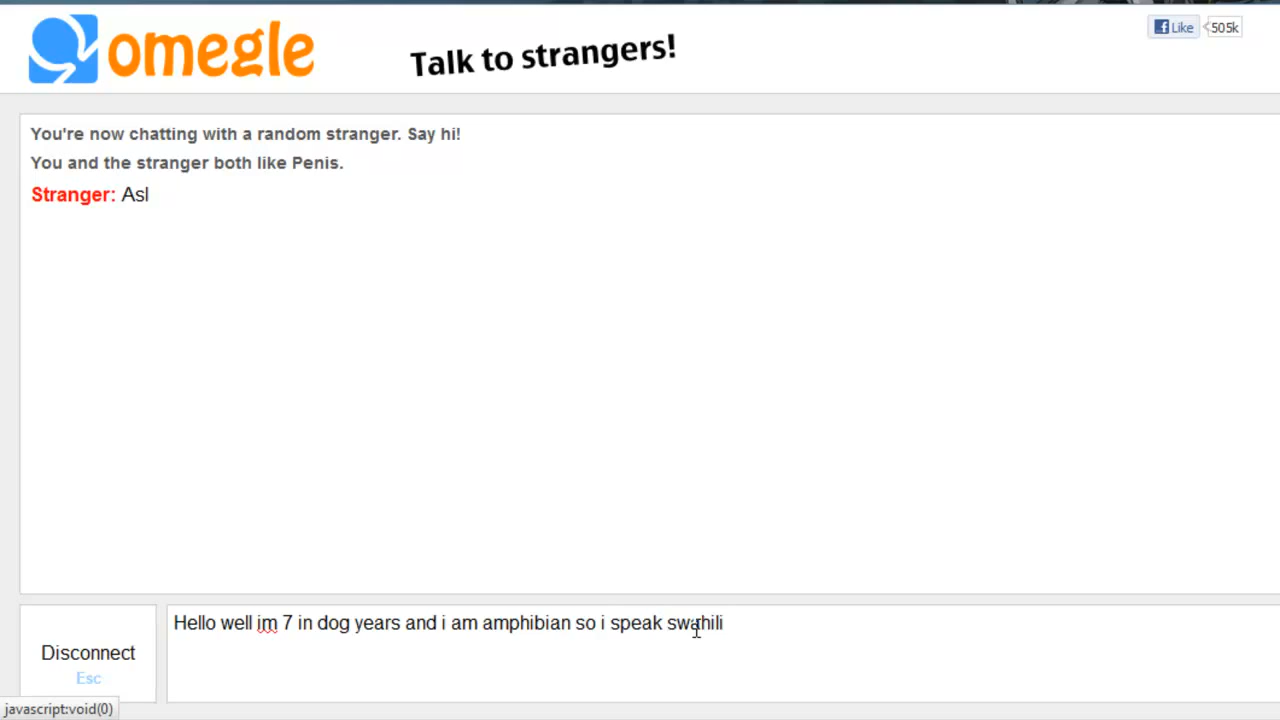 omegle
Talk to strangers!
Like
505k
You're now chatting with a random stranger. Say hi!
You and the stranger both like Penis.
Stranger: Asl
Hello well im 7 in dog years and i am amphibian so i speak swahili
Disconnect
Esc
javascript:void(0)